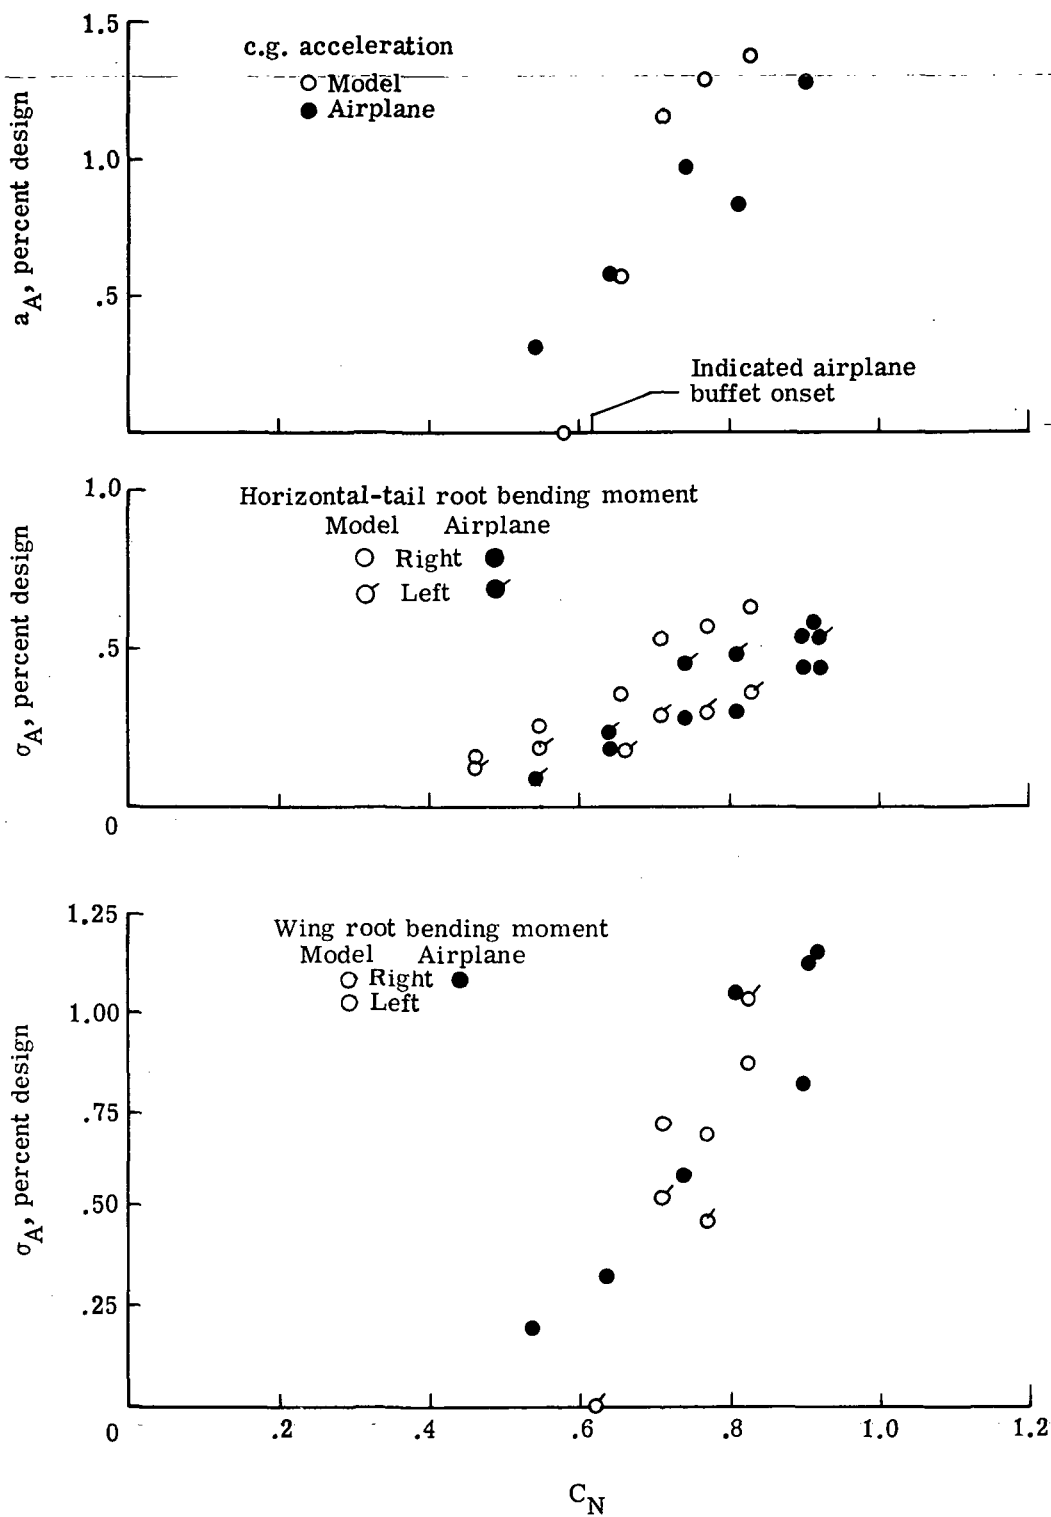 1.5
c.g. acceleration
Model
Airplane
1.0
.5
a_A, percent design
Indicated airplane
buffet onset
1.0
Horizontal-tail root bending moment
Model Airplane
Right
Left
.5
σ_A, percent design
0
1.25
Wing root bending moment
Model Airplane
Right
Left
1.00
.75
.50
.25
σ_A, percent design
0 .2 .4 .6 .8 1.0 1.2
C_N